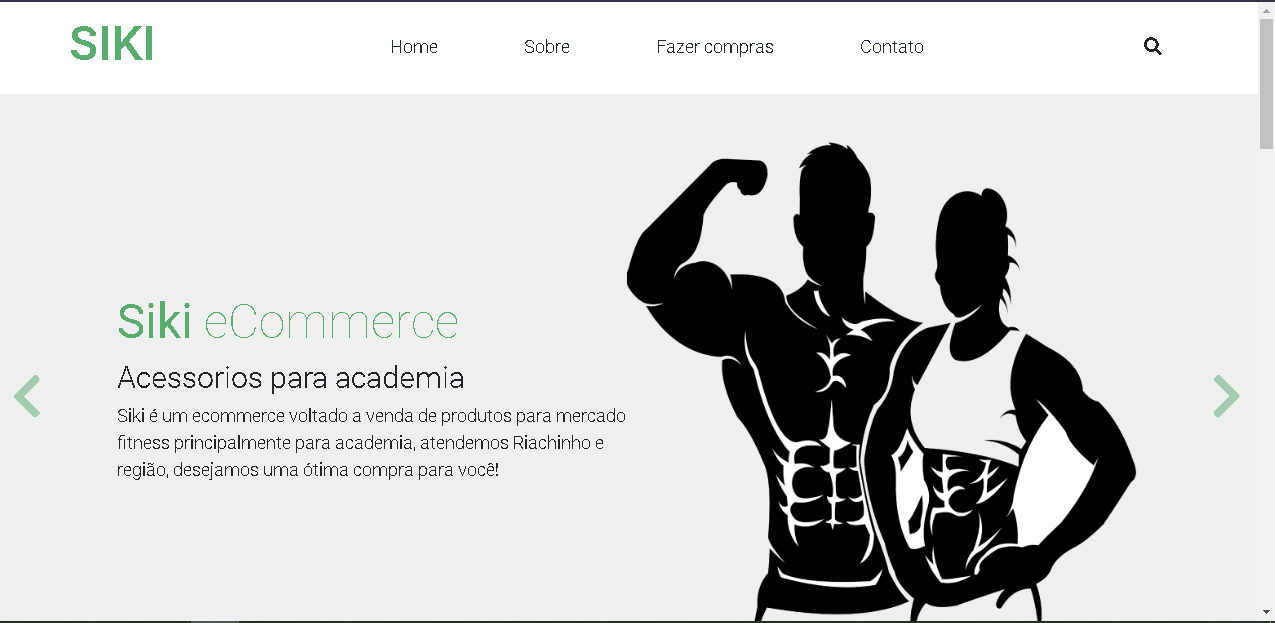 SIKI
Home Sobre Fazer compras Contato
Siki eCommerce
Acessorios para academia
Siki é um ecommerce voltado a venda de produtos para mercado
fitness principalmente para academia, atendemos Riachinho e
região, desejamos uma ótima compra para você!